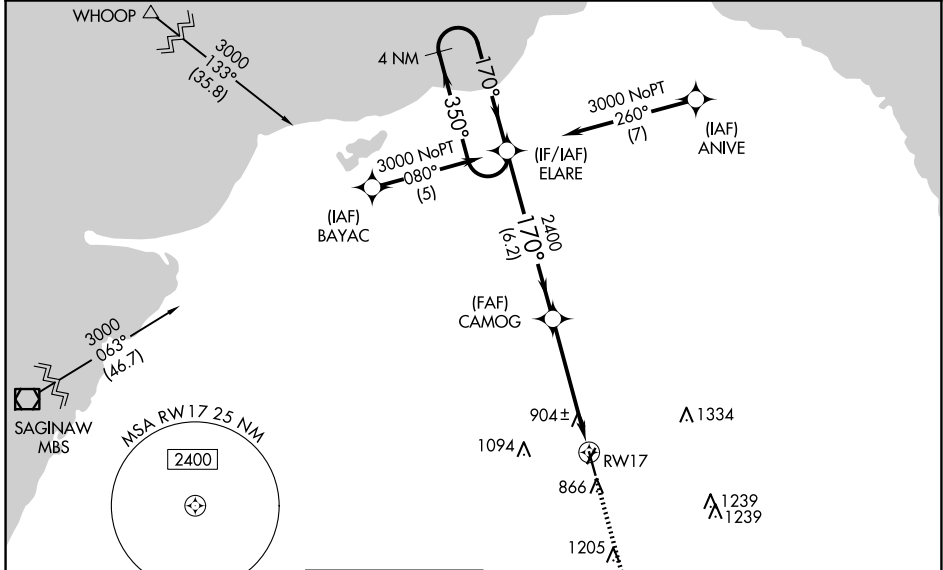 WHOOP
3000
133°
(35.8)
4 NM
170°
350°
3000 NoPT
260°
(7)
(IAF)
ANIVE
(IF/IAF)
ELARE
3000 NoPT
080°
(5)
(IAF)
BAYAC
2400
170°
(6.2)
(FAF)
CAMOG
3000
063°
(46.7)
SAGINAW
MBS
MSA RW17 25 NM
2400
904±
1334
1094
RW17
866
1239
1239
1205